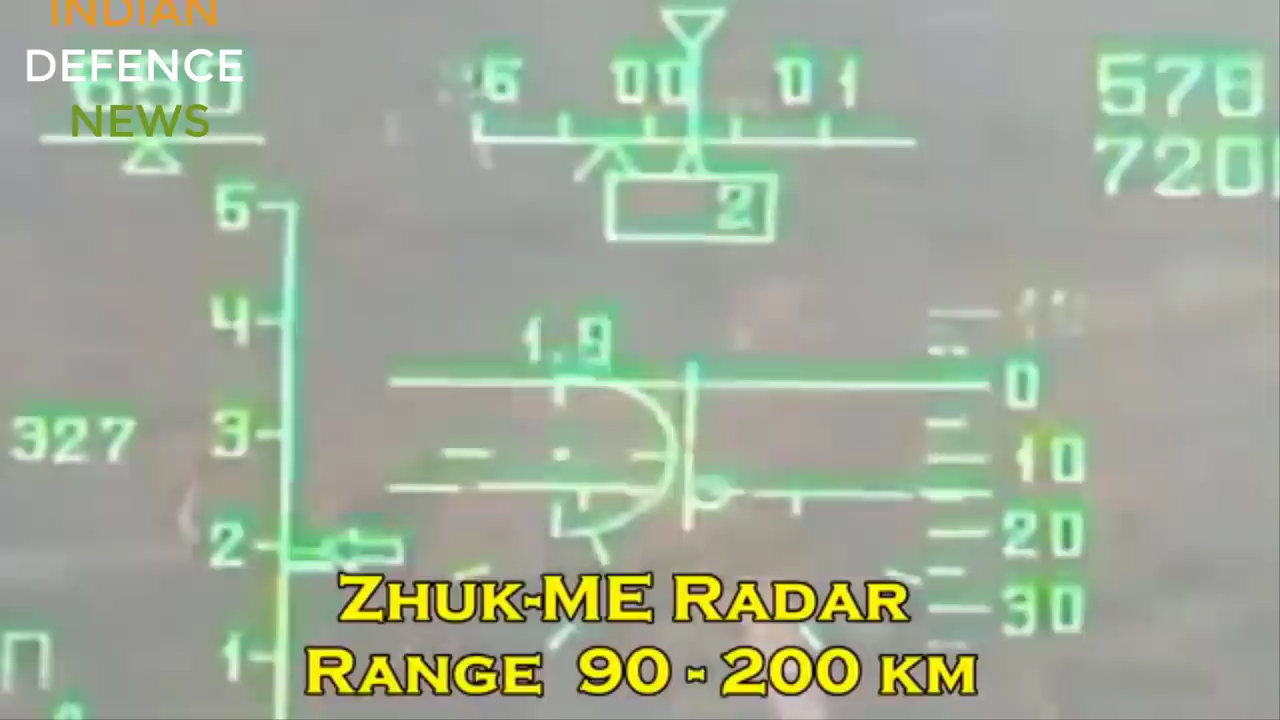 INDIAN
DEFENCE
NEWS
00 01
578
720
2
5
4
1.9
0
327
3
10
2
20
ZHUK-ME RADAR
30
П
1
RANGE 90 - 200 KM